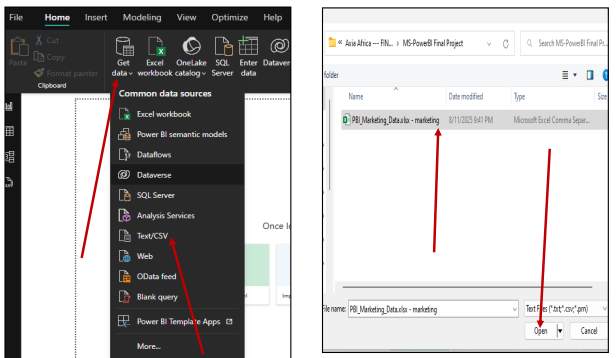 File Home Insert Modeling View Optimize Help
Cut
Copy
Paste
Format painter
Clipboard
Get data
Excel workbook
OneLake catalog
SQL Server
Enter data
Dataver
Common data sources
Excel workbook
Power BI semantic models
Dataflows
Dataverse
SQL Server
Analysis Services
Text/CSV
Web
OData feed
Blank query
Power BI Template Apps
More...
Once lo
« Axia Africa --- FIN... > MS-PowerBI Final Project
Search MS-PowerBI Final Pr...
folder
Name Date modified Type Size
PBI_Marketing_Data.xlsx - marketing 8/11/2025 9:41 PM Microsoft Excel Comma Separ...
File name: PBI_Marketing_Data.xlsx - marketing
Text Files (*.txt;*.csv;*.prn)
Open Cancel